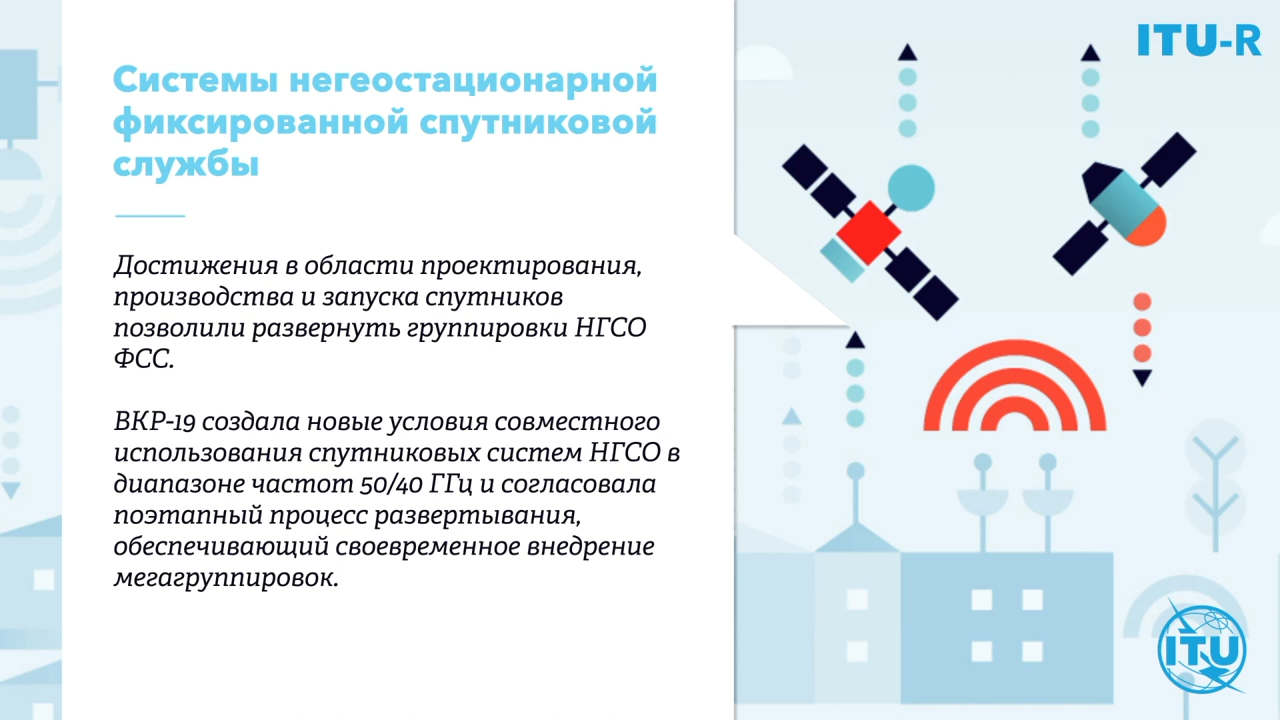 ITU-R
Системы негеостационарной
фиксированной спутниковой
службы
Достижения в области проектирования,
производства и запуска спутников
позволили развернуть группировки НГСО
ФСС.
ВКР-19 создала новые условия совместного
использования спутниковых систем НГСО в
диапазоне частот 50/40 ГГц и согласовала
поэтапный процесс развертывания,
обеспечивающий своевременное внедрение
мегагруппировок.
ITU